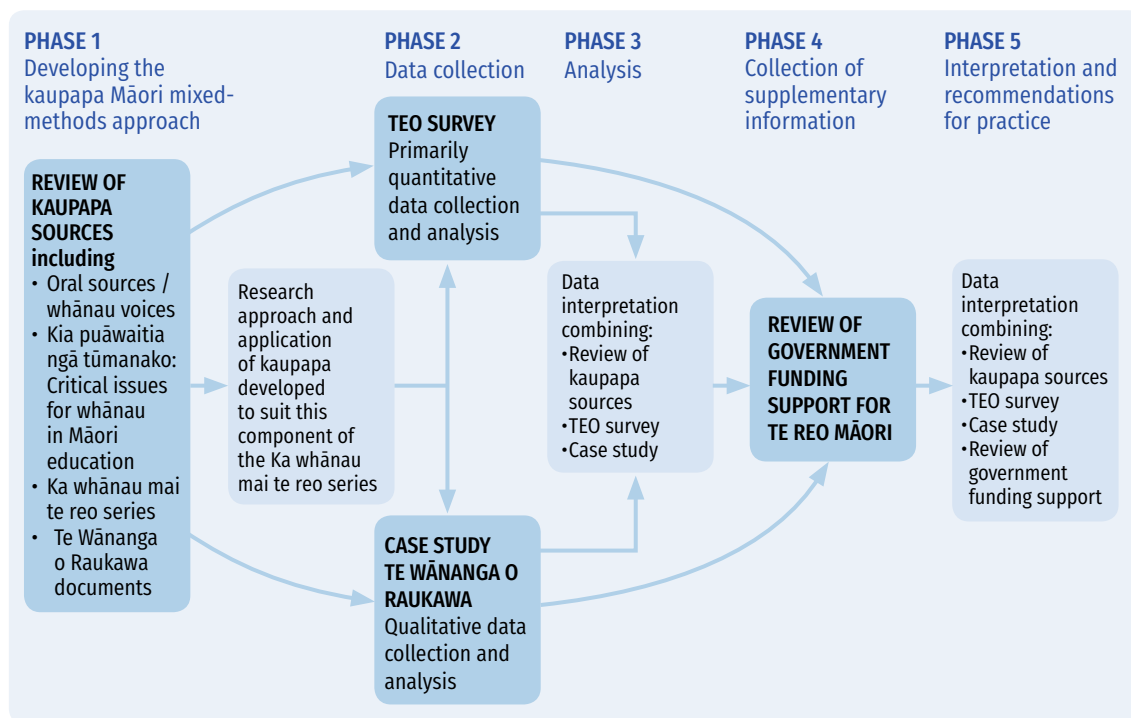 PHASE 1
Developing the
kaupapa Māori mixed-
methods approach
REVIEW OF
KAUPAPA
SOURCES
including
• Oral sources /
whānau voices
• Kia puāwaitia
ngā tūmanako:
Critical issues
for whānau
in Māori
education
• Ka whānau mai
te reo series
• Te Wānanga
o Raukawa
documents
Research
approach and
application
of kaupapa
developed
to suit this
component of
the Ka whānau
mai te reo series
PHASE 2
Data collection
TEO SURVEY
Primarily
quantitative
data collection
and analysis
CASE STUDY
TE WĀNANGA O
RAUKAWA
Qualitative data
collection and
analysis
PHASE 3
Analysis
Data
interpretation
combining:
•Review of
kaupapa
sources
•TEO survey
•Case study
PHASE 4
Collection of
supplementary
information
REVIEW OF
GOVERNMENT
FUNDING
SUPPORT FOR
TE REO MĀORI
PHASE 5
Interpretation and
recommendations
for practice
Data
interpretation
combining:
•Review of
kaupapa sources
•TEO survey
•Case study
•Review of
government
funding support